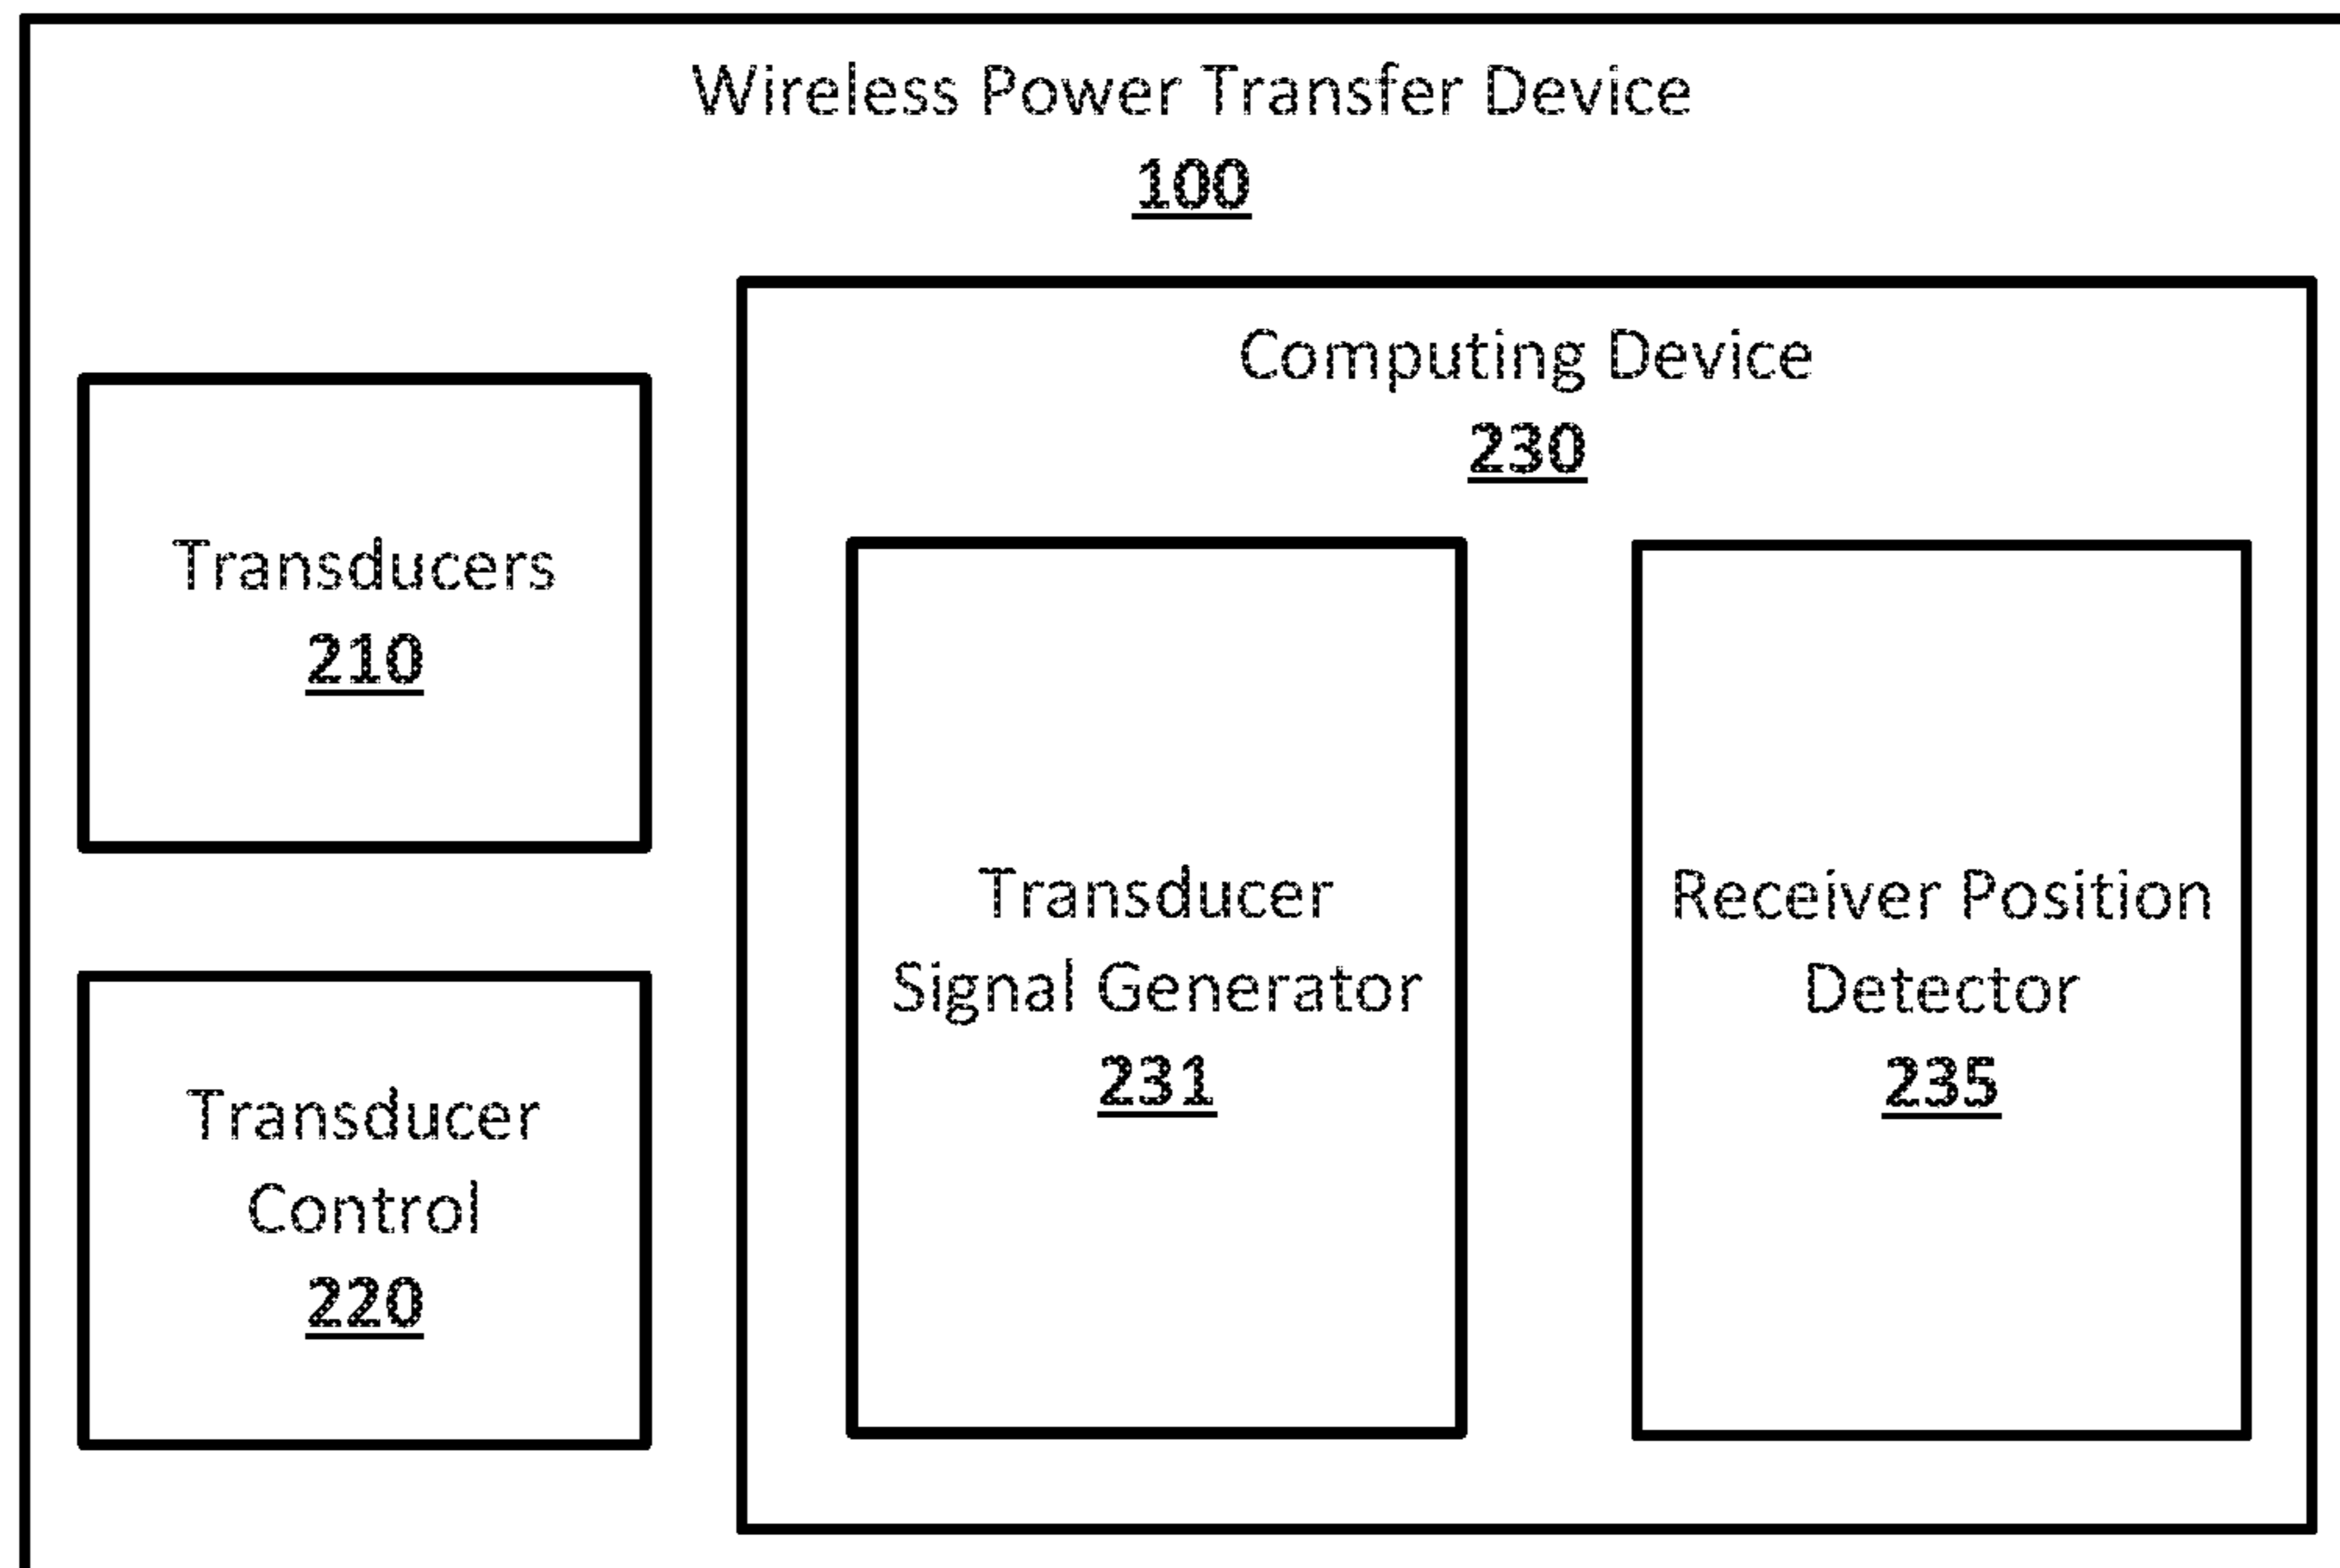 Wireless Power Transfer Device
100
Computing Device
230
Transducers
210
Transducer
Control
220
Transducer
Signal Generator
231
Receiver Position
Detector
235